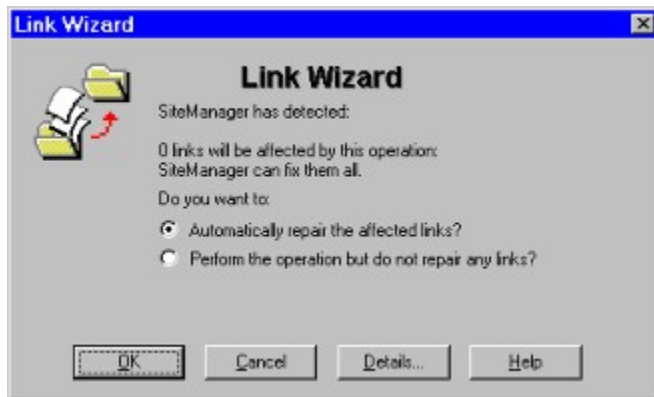 Link Wizard
Link Wizard
SiteManager has detected:
0 links will be affected by this operation:
SiteManager can fix them all.
Do you want to:
Automatically repair the affected links?
Perform the operation but do not repair any links?
OK Cancel Details... Help